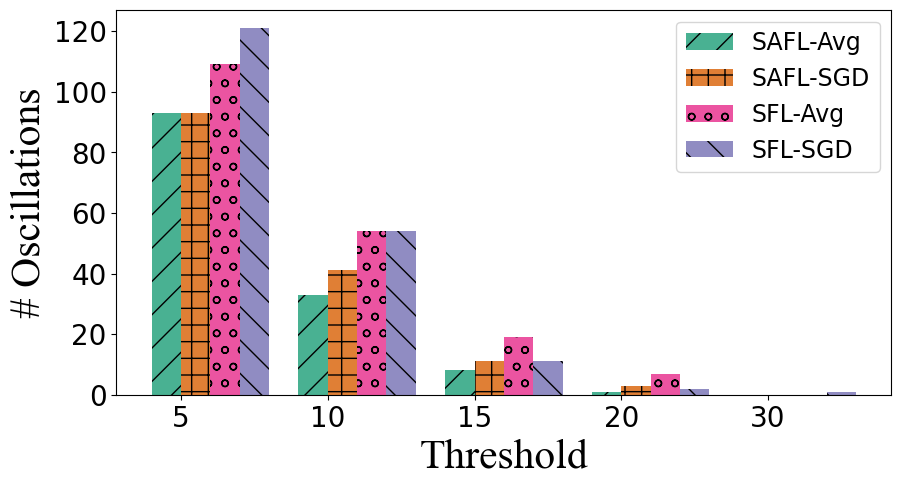 # Oscillations
120
100
80
60
40
20
0
5 10 15 20 30
Threshold
SAFL-Avg
SAFL-SGD
SFL-Avg
SFL-SGD